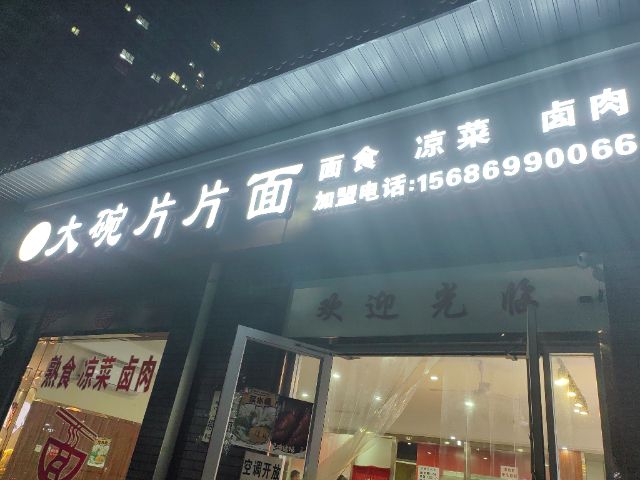 大碗片片面
面食 凉菜 卤肉
加盟电话:15686990066
欢迎光临
熟食 凉菜 卤肉
空调开放